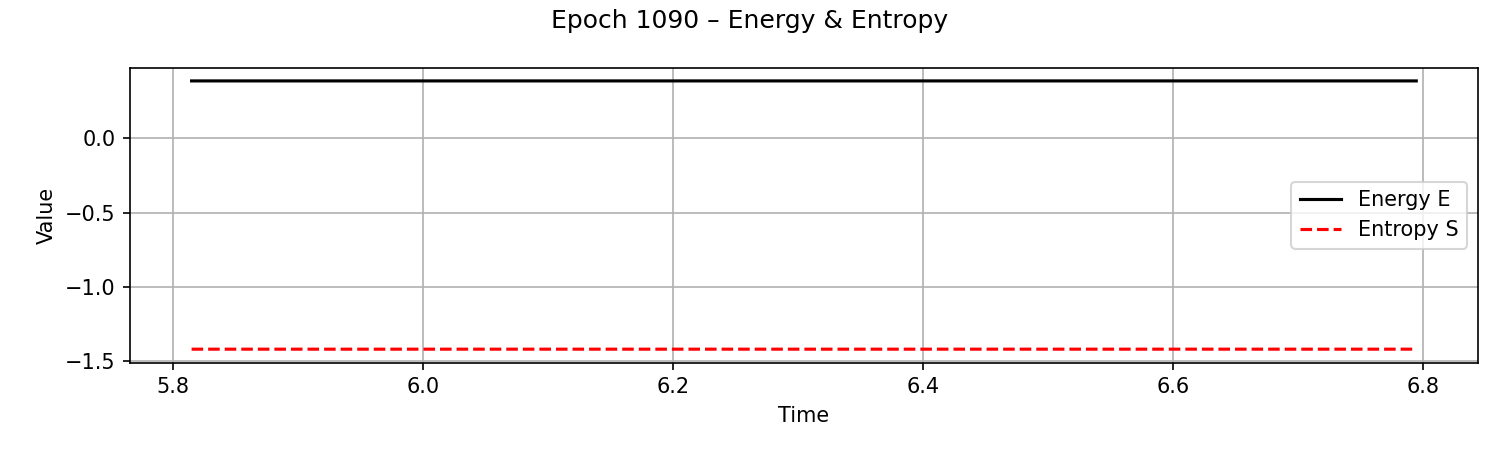 Epoch 1090 – Energy & Entropy
Value
0.0
−0.5
−1.0
−1.5
Energy E
Entropy S
5.8 6.0 6.2 6.4 6.6 6.8
Time